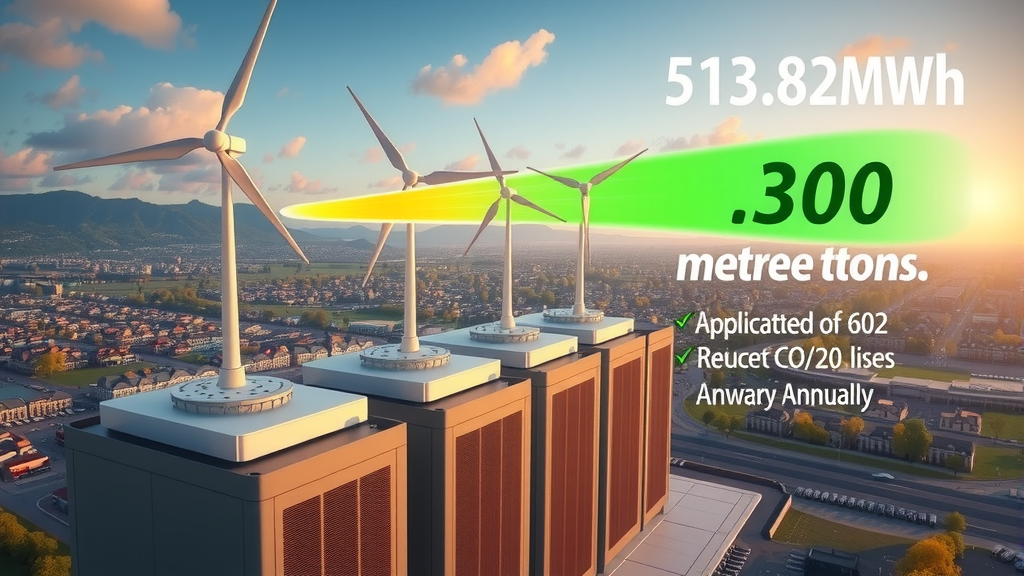 513.82MWh
.300
metree ttons.
Applicatted of 602
Reucet CO/20 lises
Anwary Annually